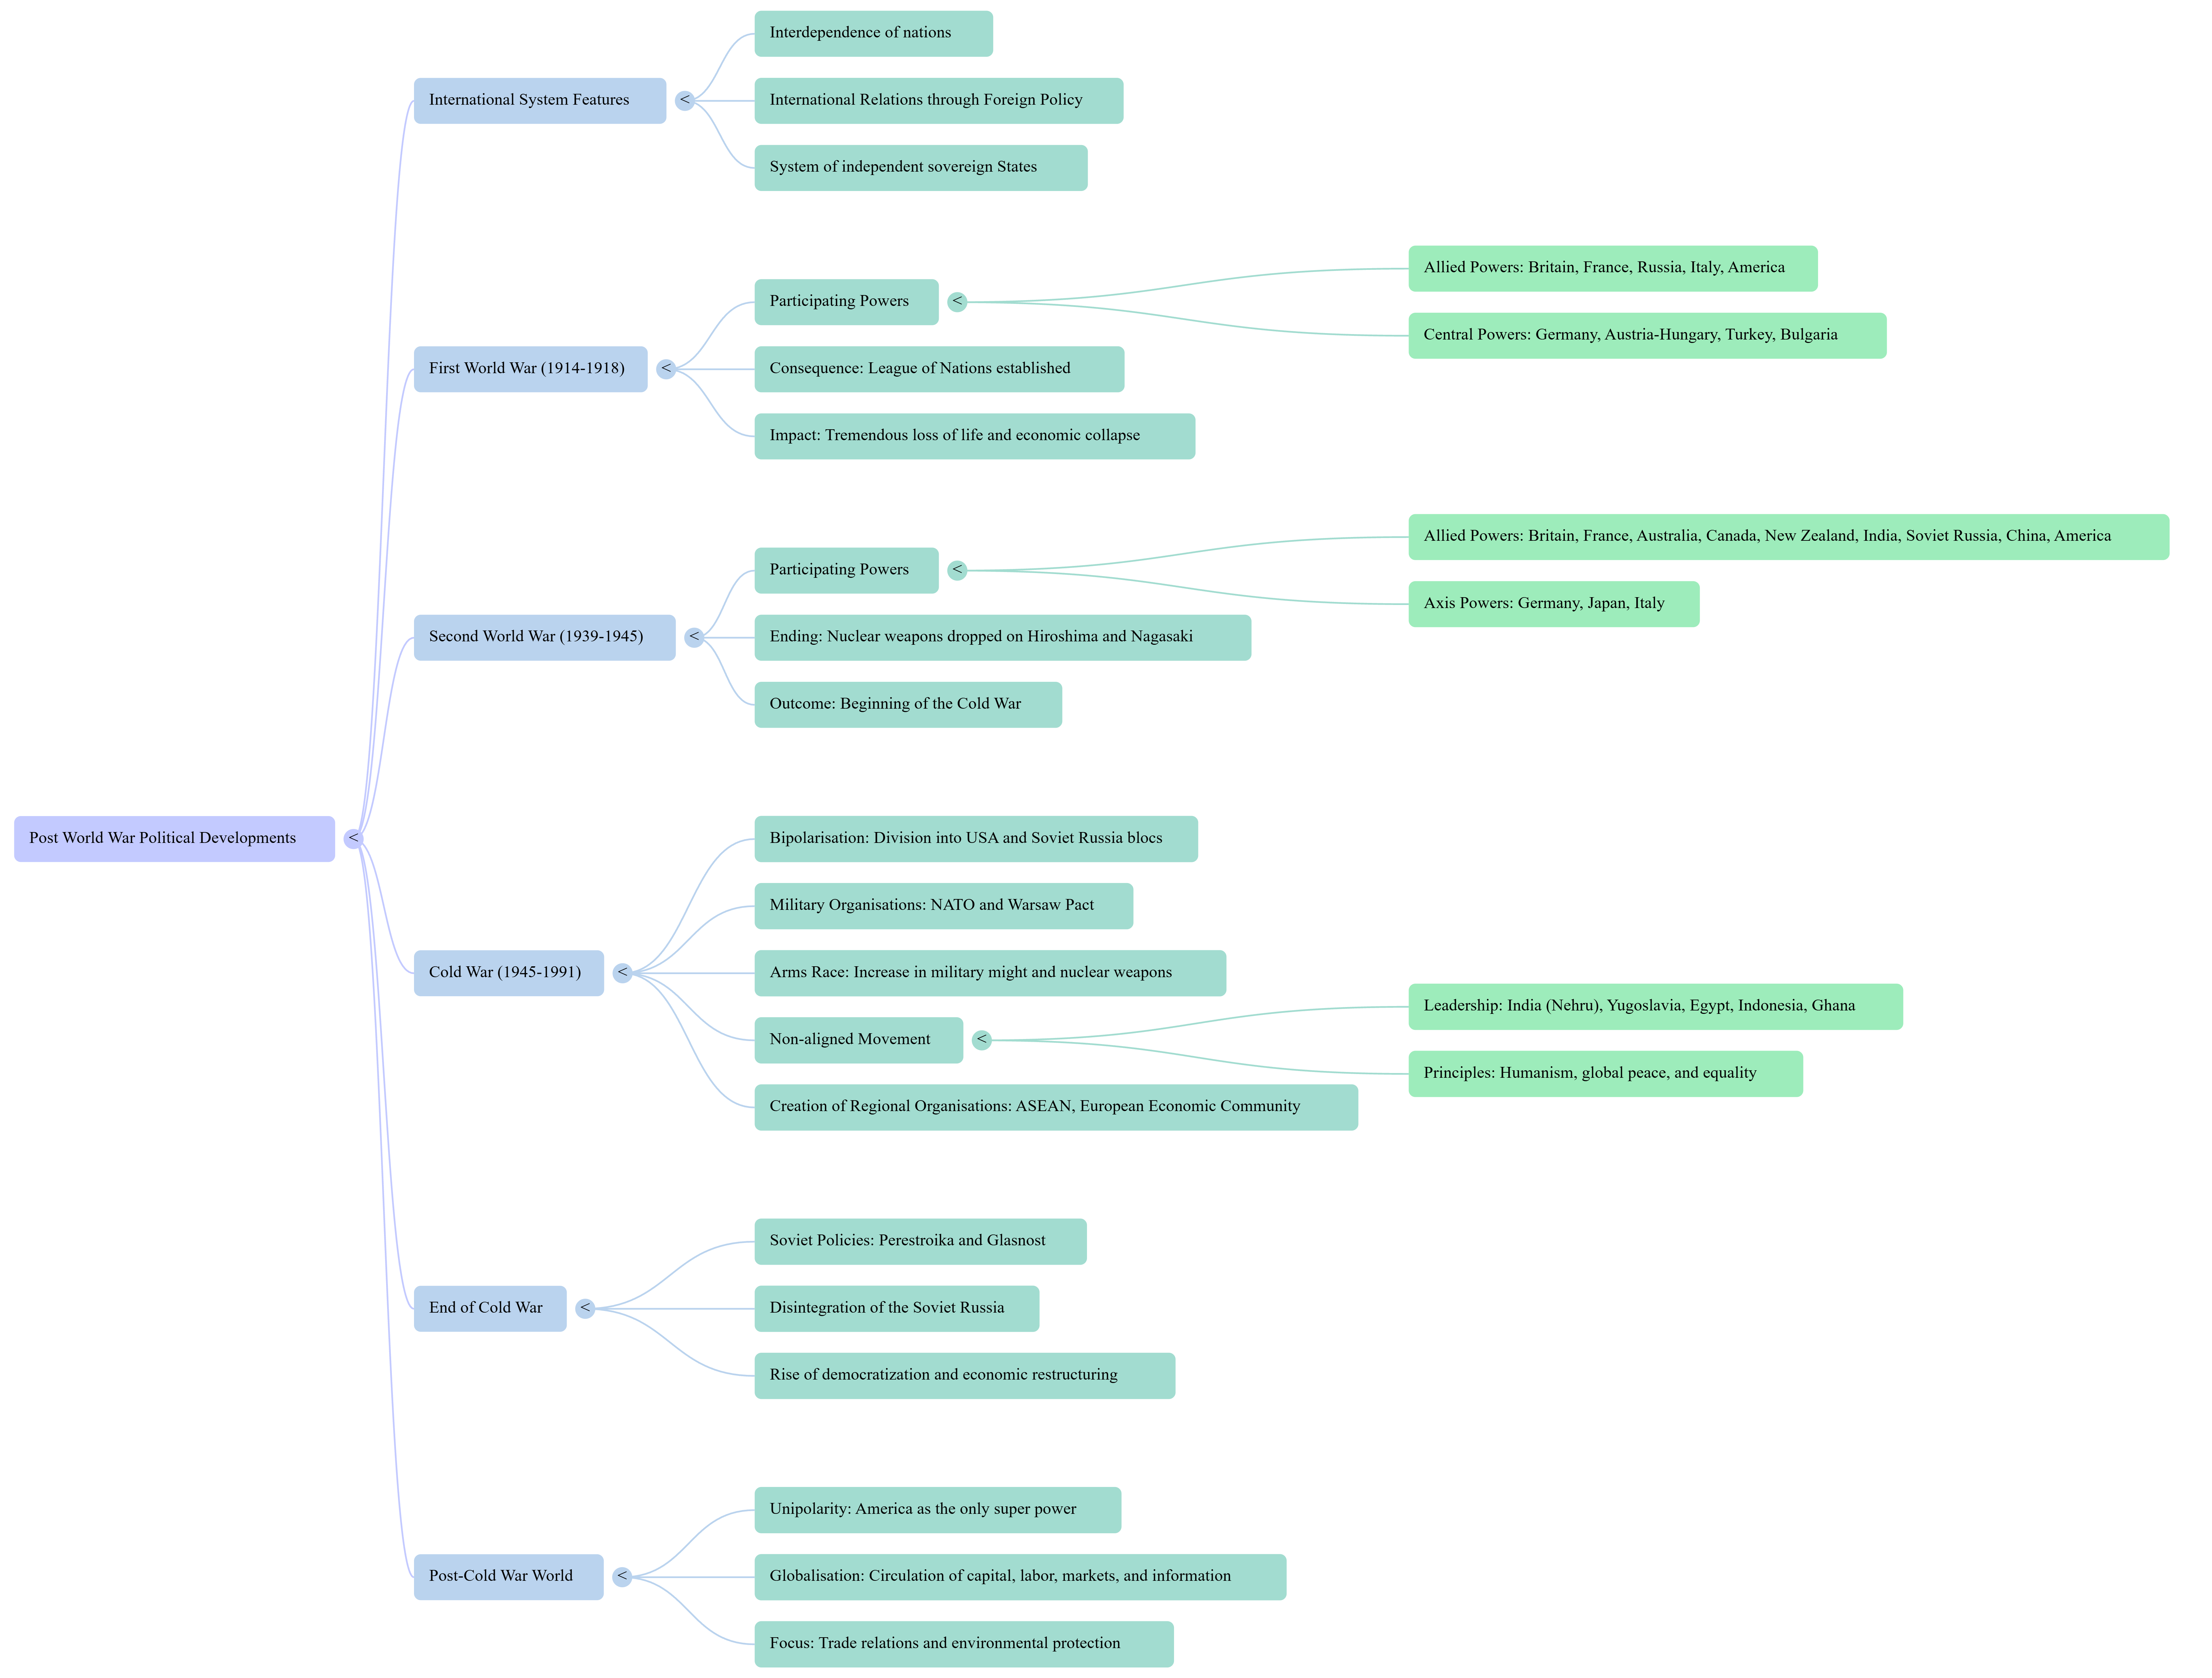 Post World War Political Developments
<
International System Features
<
Interdependence of nations
International Relations through Foreign Policy
System of independent sovereign States
First World War (1914-1918)
<
Participating Powers
<
Allied Powers: Britain, France, Russia, Italy, America
Central Powers: Germany, Austria-Hungary, Turkey, Bulgaria
Consequence: League of Nations established
Impact: Tremendous loss of life and economic collapse
Second World War (1939-1945)
<
Participating Powers
<
Allied Powers: Britain, France, Australia, Canada, New Zealand, India, Soviet Russia, China, America
Axis Powers: Germany, Japan, Italy
Ending: Nuclear weapons dropped on Hiroshima and Nagasaki
Outcome: Beginning of the Cold War
Cold War (1945-1991)
<
Bipolarisation: Division into USA and Soviet Russia blocs
Military Organisations: NATO and Warsaw Pact
Arms Race: Increase in military might and nuclear weapons
Non-aligned Movement
<
Leadership: India (Nehru), Yugoslavia, Egypt, Indonesia, Ghana
Principles: Humanism, global peace, and equality
Creation of Regional Organisations: ASEAN, European Economic Community
End of Cold War
<
Soviet Policies: Perestroika and Glasnost
Disintegration of the Soviet Russia
Rise of democratization and economic restructuring
Post-Cold War World
<
Unipolarity: America as the only super power
Globalisation: Circulation of capital, labor, markets, and information
Focus: Trade relations and environmental protection